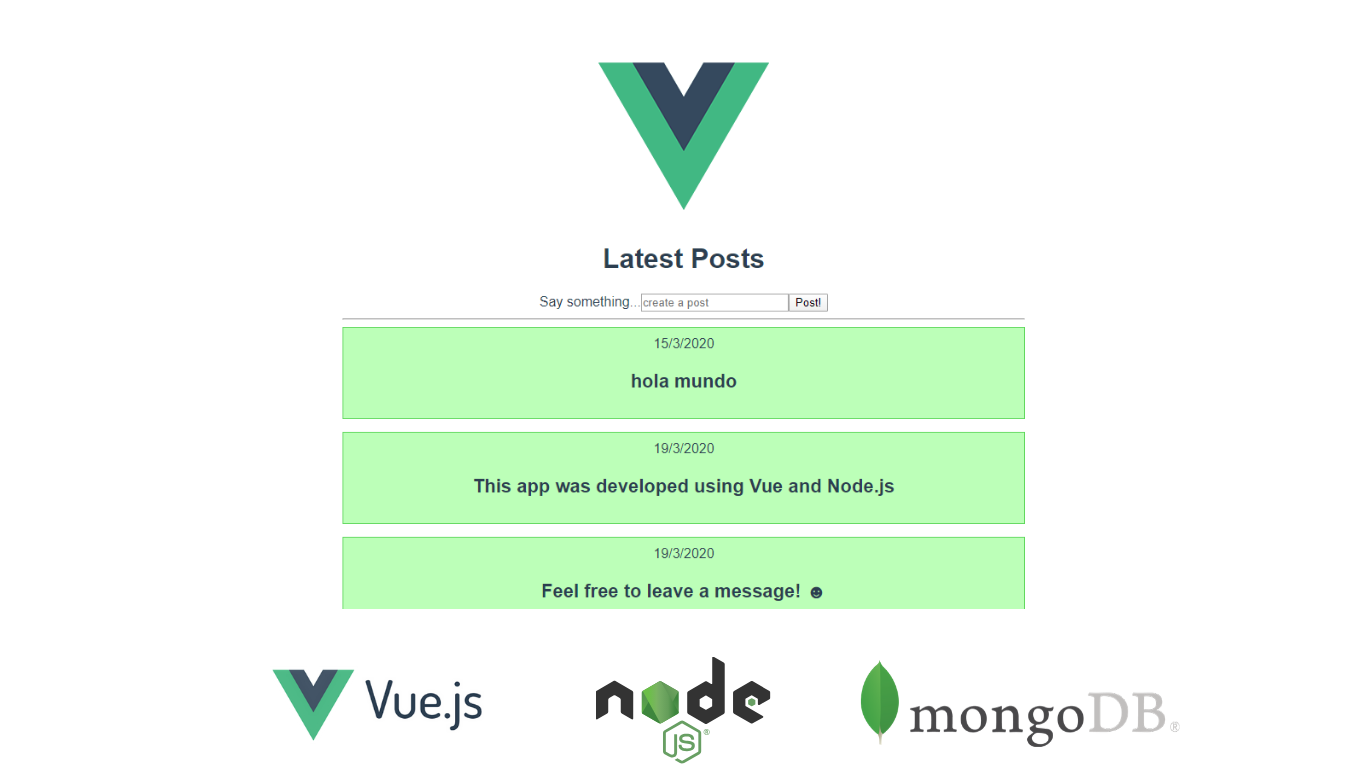 Latest Posts
Say something...create a post Post!
15/3/2020
hola mundo
19/3/2020
This app was developed using Vue and Node.js
19/3/2020
Feel free to leave a message! ☻
Vue.js
node
JS ®
mongoDB®